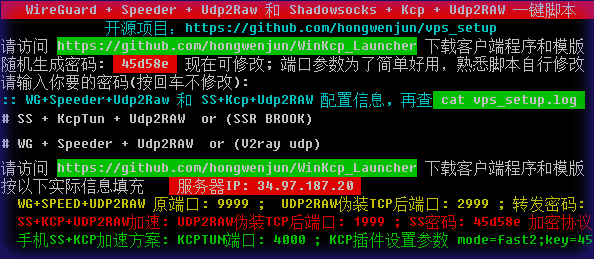 WireGuard + Speeder + Udp2Raw 和 Shadowsocks + Kcp + Udp2RAW 一键脚本
开源项目: https://github.com/hongwenjun/vps_setup
请访问 https://github.com/hongwenjun/WinKcp_Launcher 下载客户端程序和模版
随机生成密码: 45d58e 现在可修改; 端口参数为了简单好用, 熟悉脚本自行修改
请输入你要的密码(按回车不修改):
:: WG+Speeder+Udp2Raw 和 SS+Kcp+Udp2RAW 配置信息, 再查 cat vps_setup.log
# SS + KcpTun + Udp2RAW or (SSR BROOK)
# WG + Speeder + Udp2RAW or (V2ray udp)
请访问 https://github.com/hongwenjun/WinKcp_Launcher 下载客户端程序和模版
按以下实际信息填充 服务器IP: 34.97.187.20
WG+SPEED+UDP2RAW 原端口: 9999 ; UDP2RAW伪装TCP后端口: 2999 ; 转发密码:
SS+KCP+UDP2RAW加速: UDP2RAW伪装TCP后端口: 1999 ; SS密码: 45d58e 加密协议
手机SS+KCP加速方案: KCPTUN端口: 4000 ; KCP插件设置参数 mode=fast2;key=45